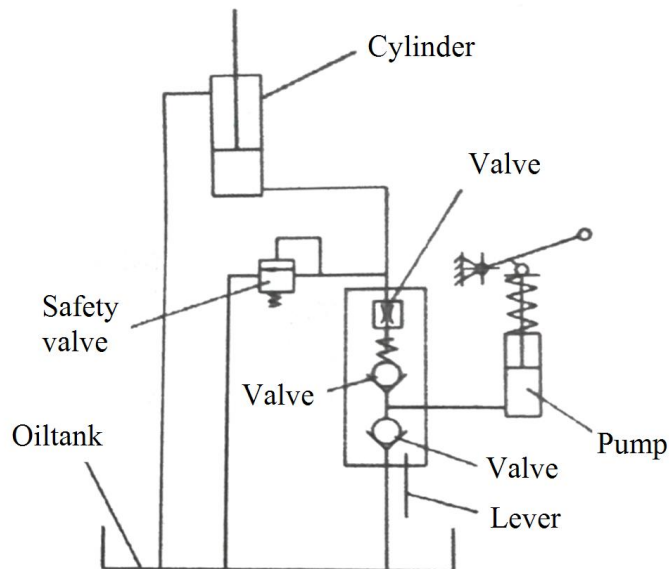 Cylinder
Valve
Safety
valve
Valve
Oiltank
Pump
Valve
Lever